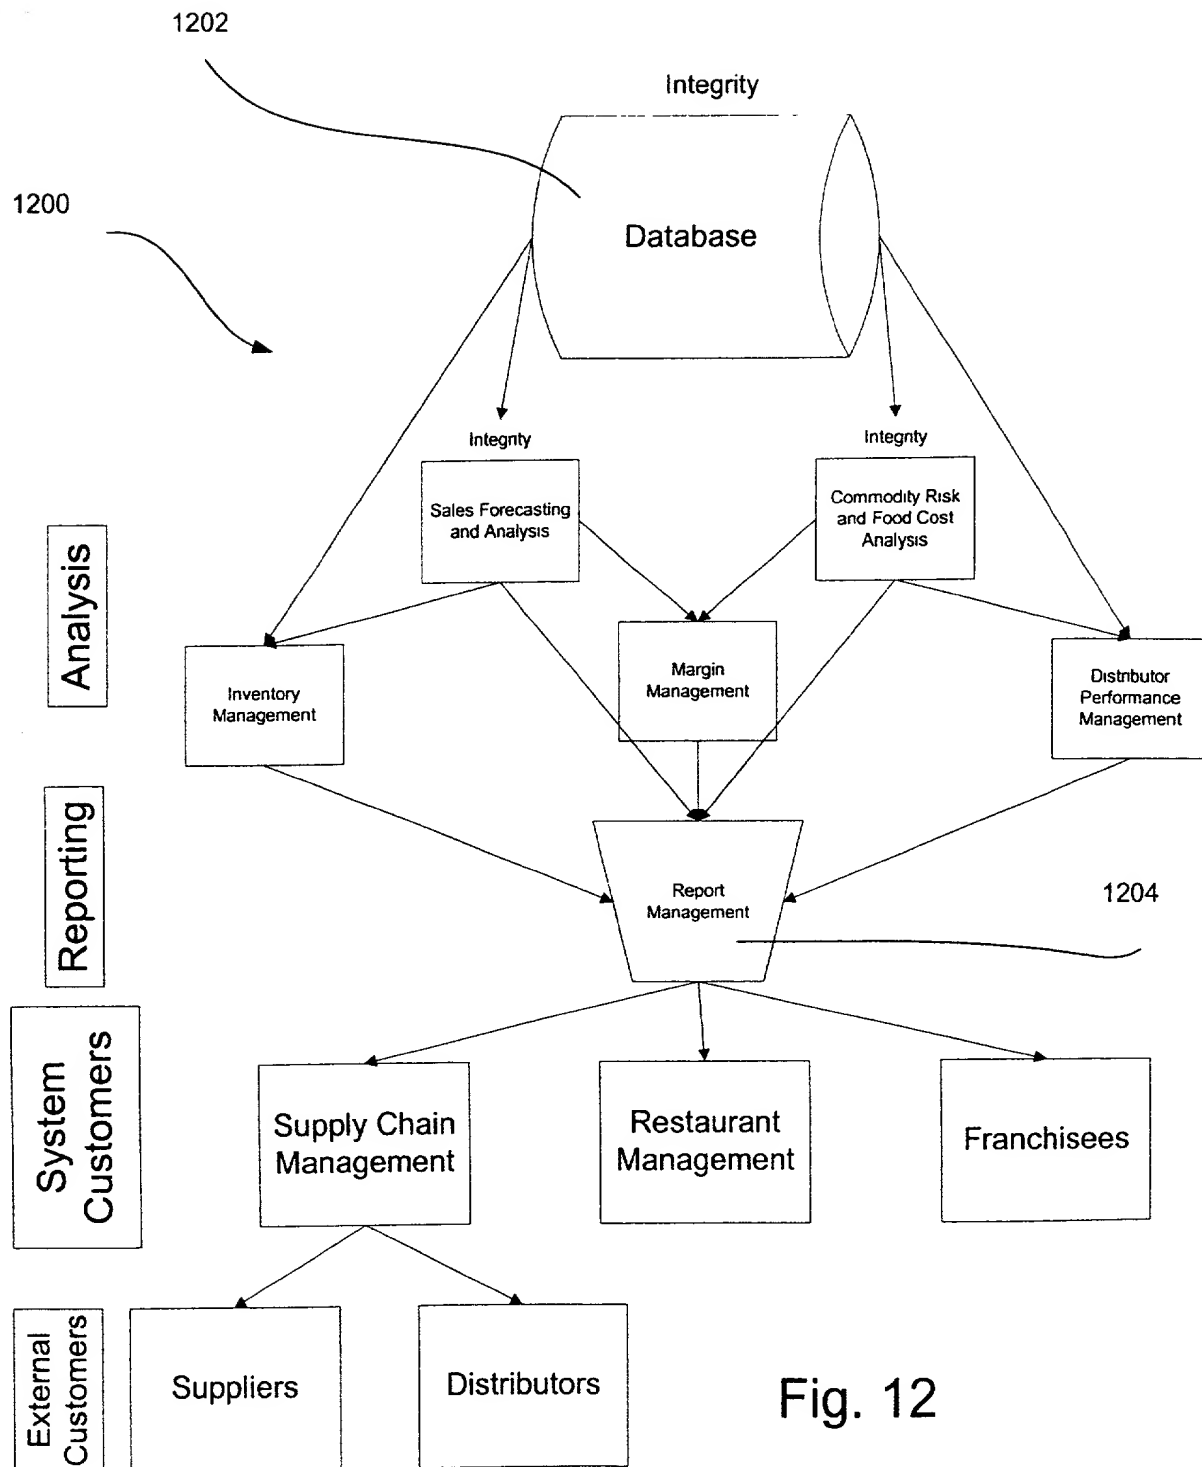 1202
Integrity
1200
Database
Integrity
Integrity
Sales Forecasting
and Analysis
Commodity Risk
and Food Cost
Analysis
Analysis
Inventory
Management
Margin
Management
Distributor
Performance
Management
Reporting
Report
Management
1204
System
Customers
Supply Chain
Management
Restaurant
Management
Franchisees
External
Customers
Suppliers
Distributors
Fig. 12